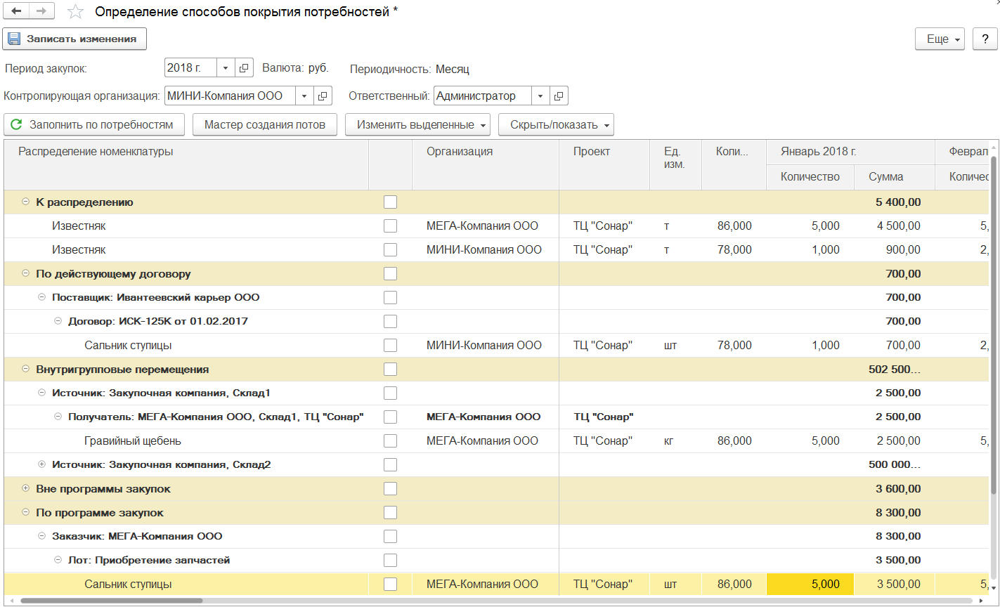 Определение способов покрытия потребностей *
Записать изменения
Еще
?
Период закупок: 2018 г. Валюта: руб. Периодичность: Месяц
Контролирующая организация: МИНИ-Компания ООО Ответственный: Администратор
Заполнить по потребностям Мастер создания лотов Изменить выделенные Скрыть/показать
Распределение номенклатуры Организация Проект Ед. изм. Коли... Январь 2018 г. Феврал
Количество Сумма Количес
К распределению 5 400,00
Известняк МЕГА-Компания ООО ТЦ "Сонар" т 86,000 5,000 4 500,00 5,
Известняк МИНИ-Компания ООО ТЦ "Сонар" т 78,000 1,000 900,00 2,
По действующему договору 700,00
Поставщик: Ивантеевский карьер ООО 700,00
Договор: ИСК-125К от 01.02.2017 700,00
Сальник ступицы МИНИ-Компания ООО ТЦ "Сонар" шт 78,000 1,000 700,00 2,
Внутригрупповые перемещения 502 500...
Источник: Закупочная компания, Склад1 2 500,00
Получатель: МЕГА-Компания ООО, Склад1, ТЦ "Сонар" МЕГА-Компания ООО ТЦ "Сонар" 2 500,00
Гравийный щебень МЕГА-Компания ООО ТЦ "Сонар" кг 86,000 5,000 2 500,00 5,
Источник: Закупочная компания, Склад2 500 000...
Вне программы закупок 3 600,00
По программе закупок 8 300,00
Заказчик: МЕГА-Компания ООО 8 300,00
Лот: Приобретение запчастей 3 500,00
Сальник ступицы МЕГА-Компания ООО ТЦ "Сонар" шт 86,000 5,000 3 500,00 5,